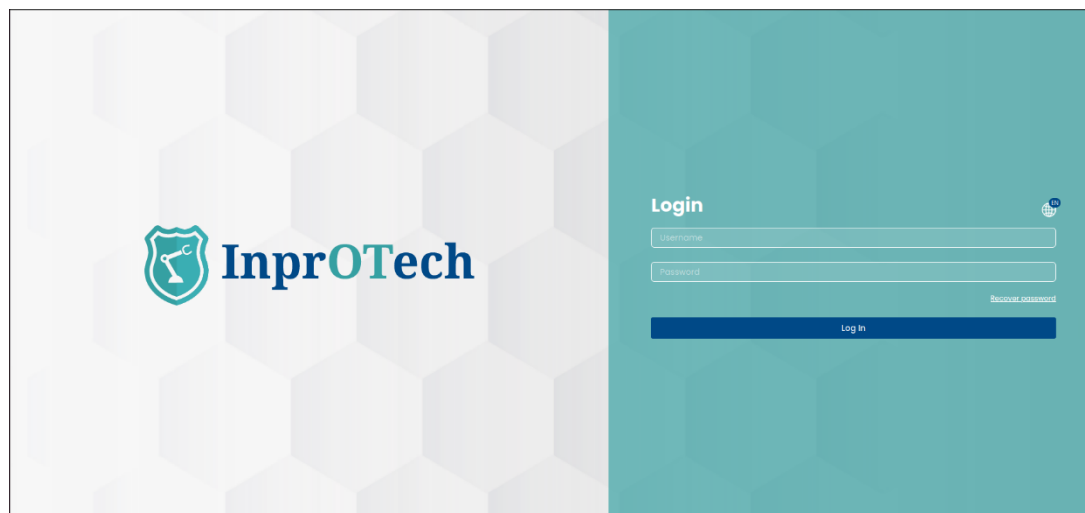 InprOTech
Login
EN
Username
Password
Recover password
Log In